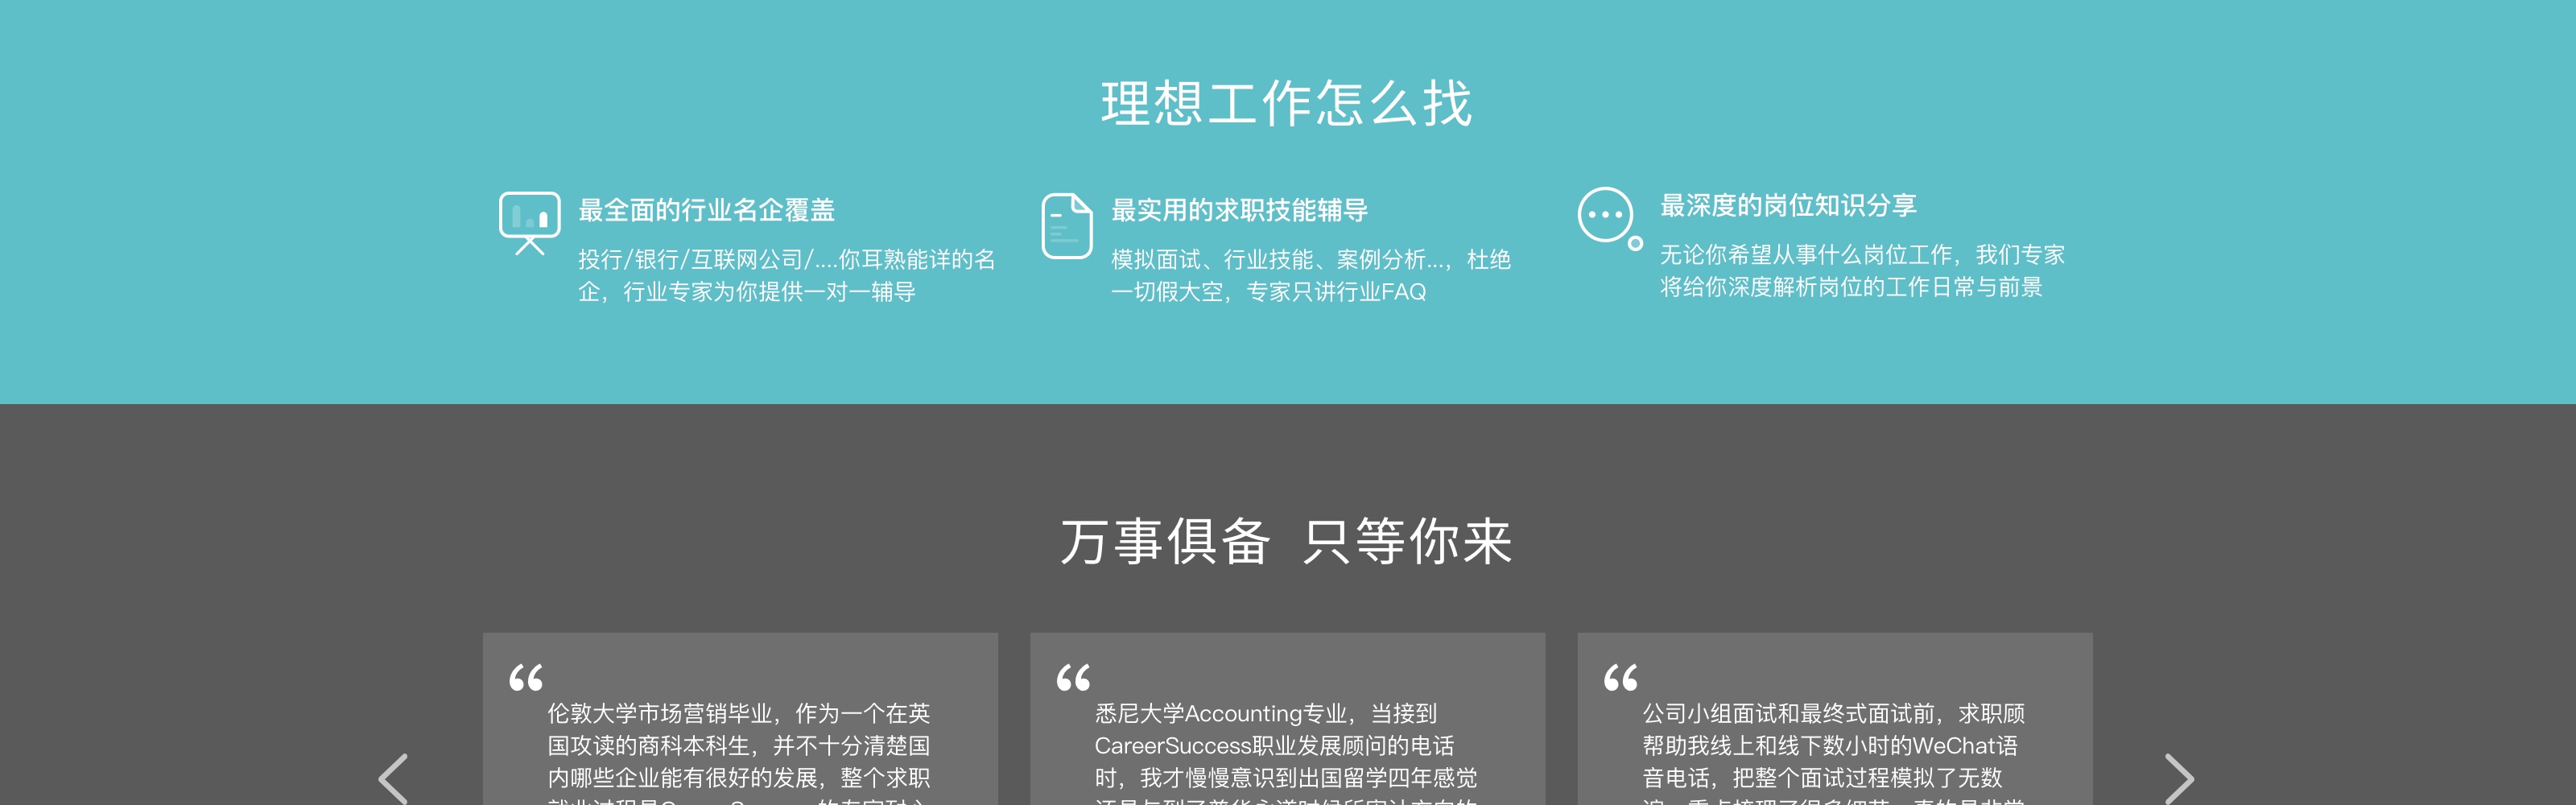 理想工作怎么找
最全面的行业名企覆盖
投行/银行/互联网公司/....你耳熟能详的名
企，行业专家为你提供一对一辅导
最实用的求职技能辅导
模拟面试、行业技能、案例分析...，杜绝
一切假大空，专家只讲行业FAQ
最深度的岗位知识分享
无论你希望从事什么岗位工作，我们专家
将给你深度解析岗位的工作日常与前景
万事俱备 只等你来
“
伦敦大学市场营销毕业，作为一个在英
国攻读的商科本科生，并不十分清楚国
内哪些企业能有很好的发展，整个求职
“
悉尼大学Accounting专业，当接到
CareerSuccess职业发展顾问的电话
时，我才慢慢意识到出国留学四年感觉
“
公司小组面试和最终式面试前，求职顾
帮助我线上和线下数小时的WeChat语
音电话，把整个面试过程模拟了无数